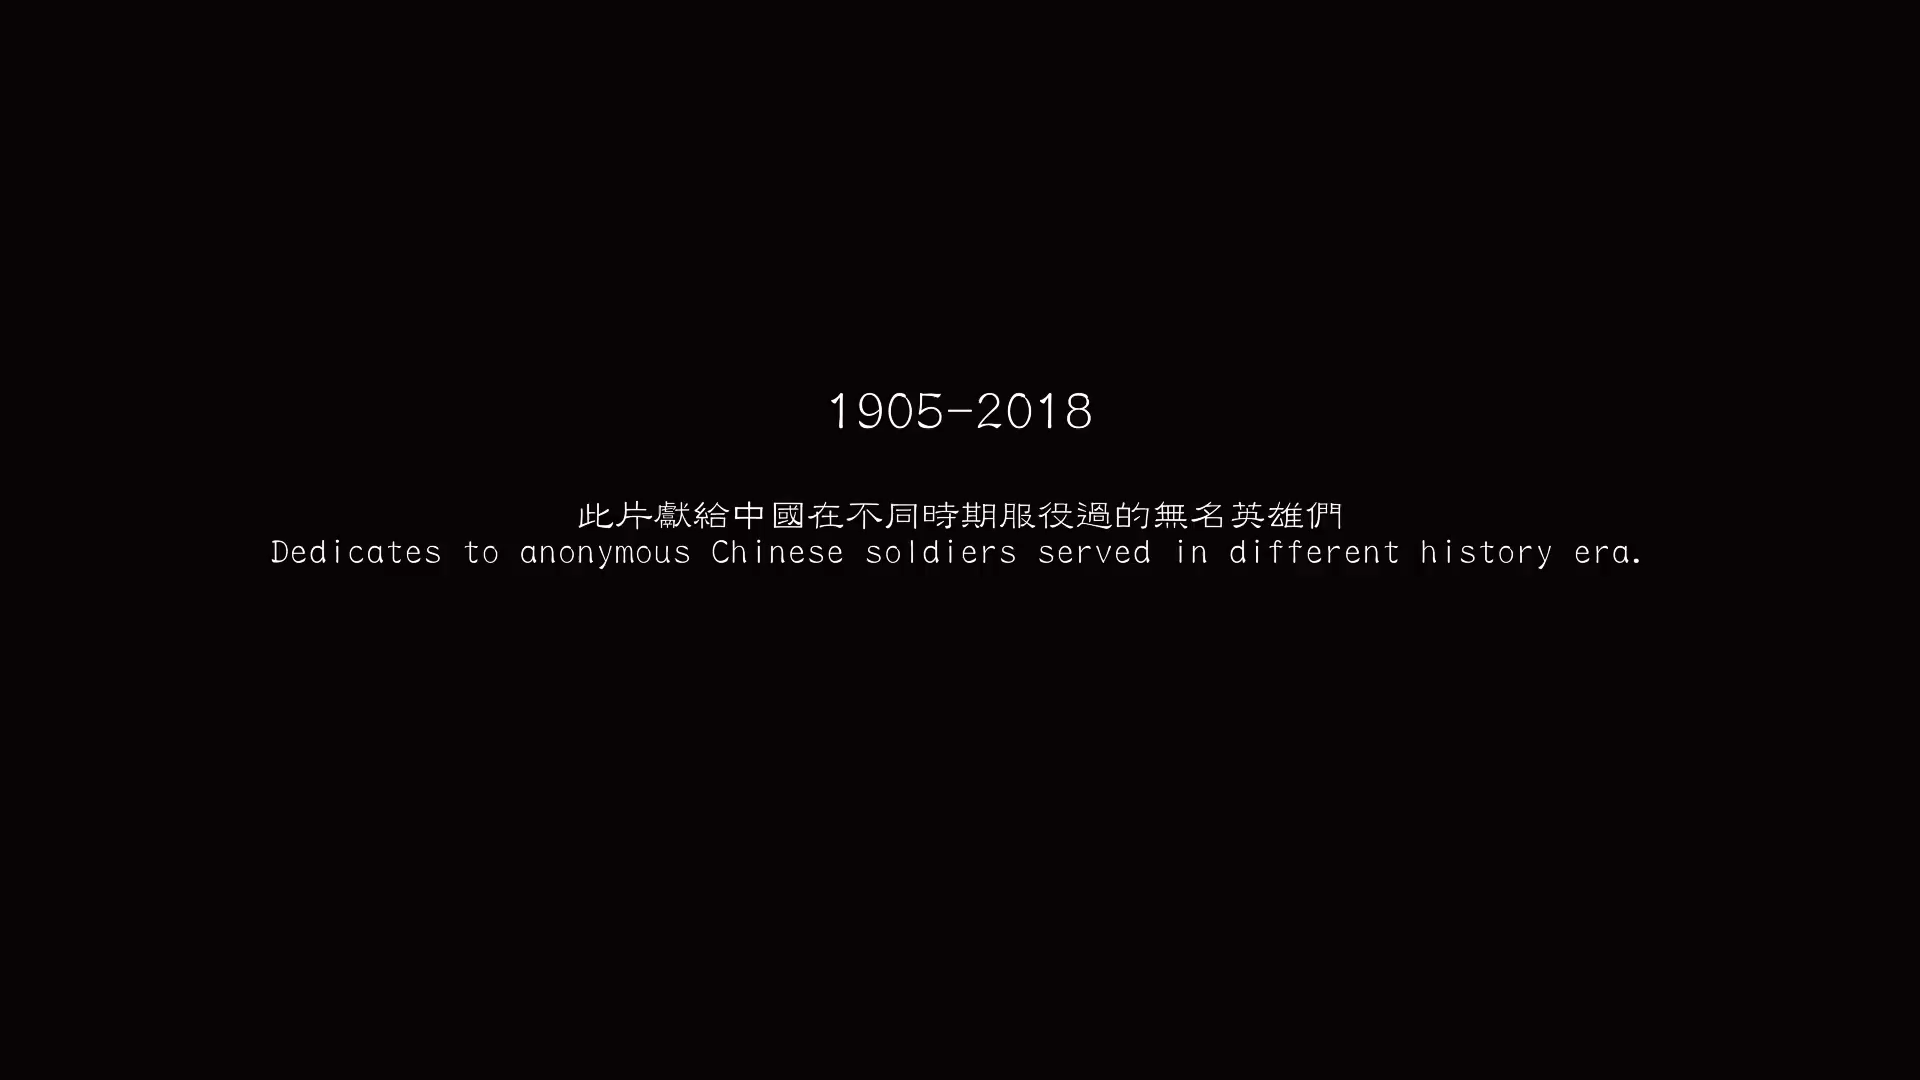 1905-2018
此片獻給中國在不同時期服役過的無名英雄們
Dedicates to anonymous Chinese soldiers served in different history era.